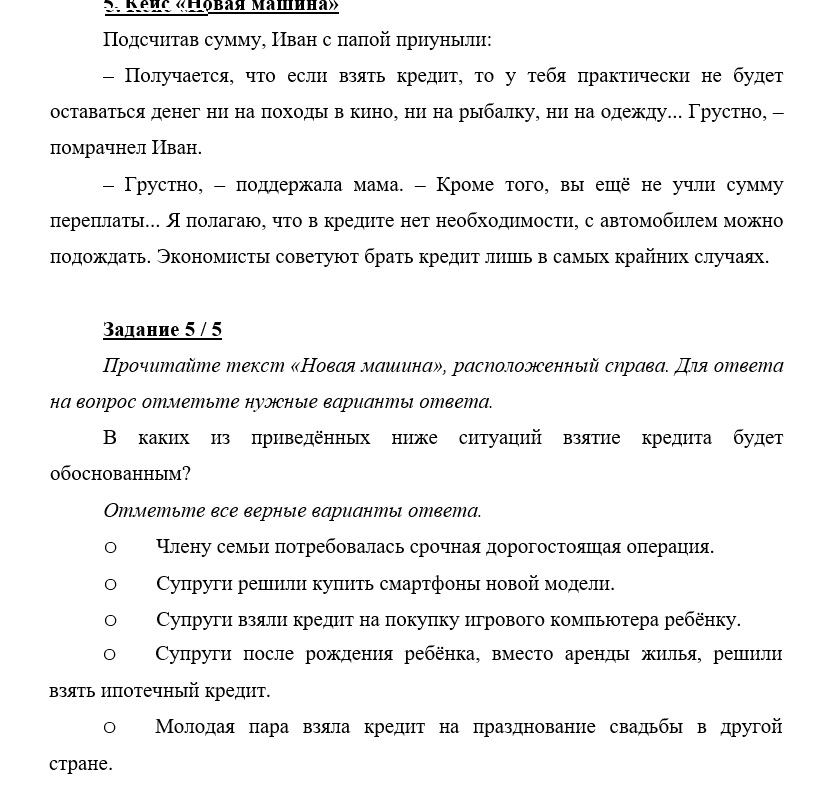 5. Кейс «Новая машина»
Подсчитав сумму, Иван с папой приуныли:
– Получается, что если взять кредит, то у тебя практически не будет
оставаться денег ни на походы в кино, ни на рыбалку, ни на одежду... Грустно, –
помрачнел Иван.
– Грустно, – поддержала мама. – Кроме того, вы ещё не учли сумму
переплаты... Я полагаю, что в кредите нет необходимости, с автомобилем можно
подождать. Экономисты советуют брать кредит лишь в самых крайних случаях.
Задание 5 / 5
Прочитайте текст «Новая машина», расположенный справа. Для ответа
на вопрос отметьте нужные варианты ответа.
В каких из приведённых ниже ситуаций взятие кредита будет
обоснованным?
Отметьте все верные варианты ответа.
○ Члену семьи потребовалась срочная дорогостоящая операция.
○ Супруги решили купить смартфоны новой модели.
○ Супруги взяли кредит на покупку игрового компьютера ребёнку.
○ Супруги после рождения ребёнка, вместо аренды жилья, решили
взять ипотечный кредит.
○ Молодая пара взяла кредит на празднование свадьбы в другой
стране.